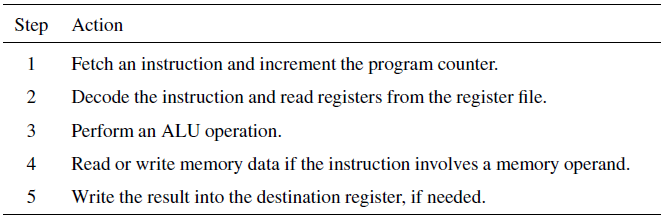 Step Action
1 Fetch an instruction and increment the program counter.
2 Decode the instruction and read registers from the register file.
3 Perform an ALU operation.
4 Read or write memory data if the instruction involves a memory operand.
5 Write the result into the destination register, if needed.